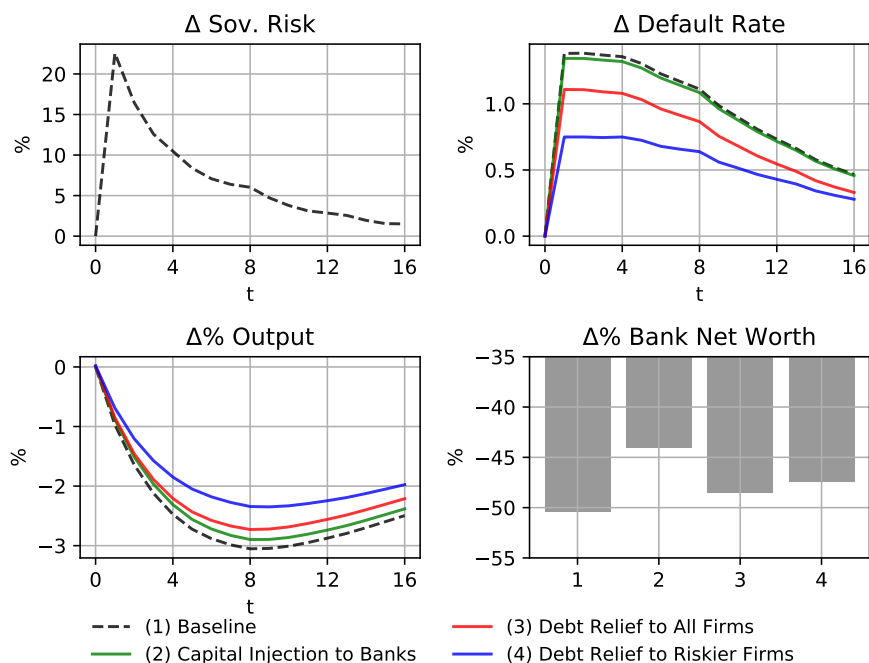 Δ Sov. Risk
%
20
15
10
5
0
0 4 8 12 16
t
Δ Default Rate
%
1.0
0.5
0.0
0 4 8 12 16
t
Δ% Output
%
0
−1
−2
−3
0 4 8 12 16
t
Δ% Bank Net Worth
%
−35
−40
−45
−50
−55
1 2 3 4
(1) Baseline
(2) Capital Injection to Banks
(3) Debt Relief to All Firms
(4) Debt Relief to Riskier Firms